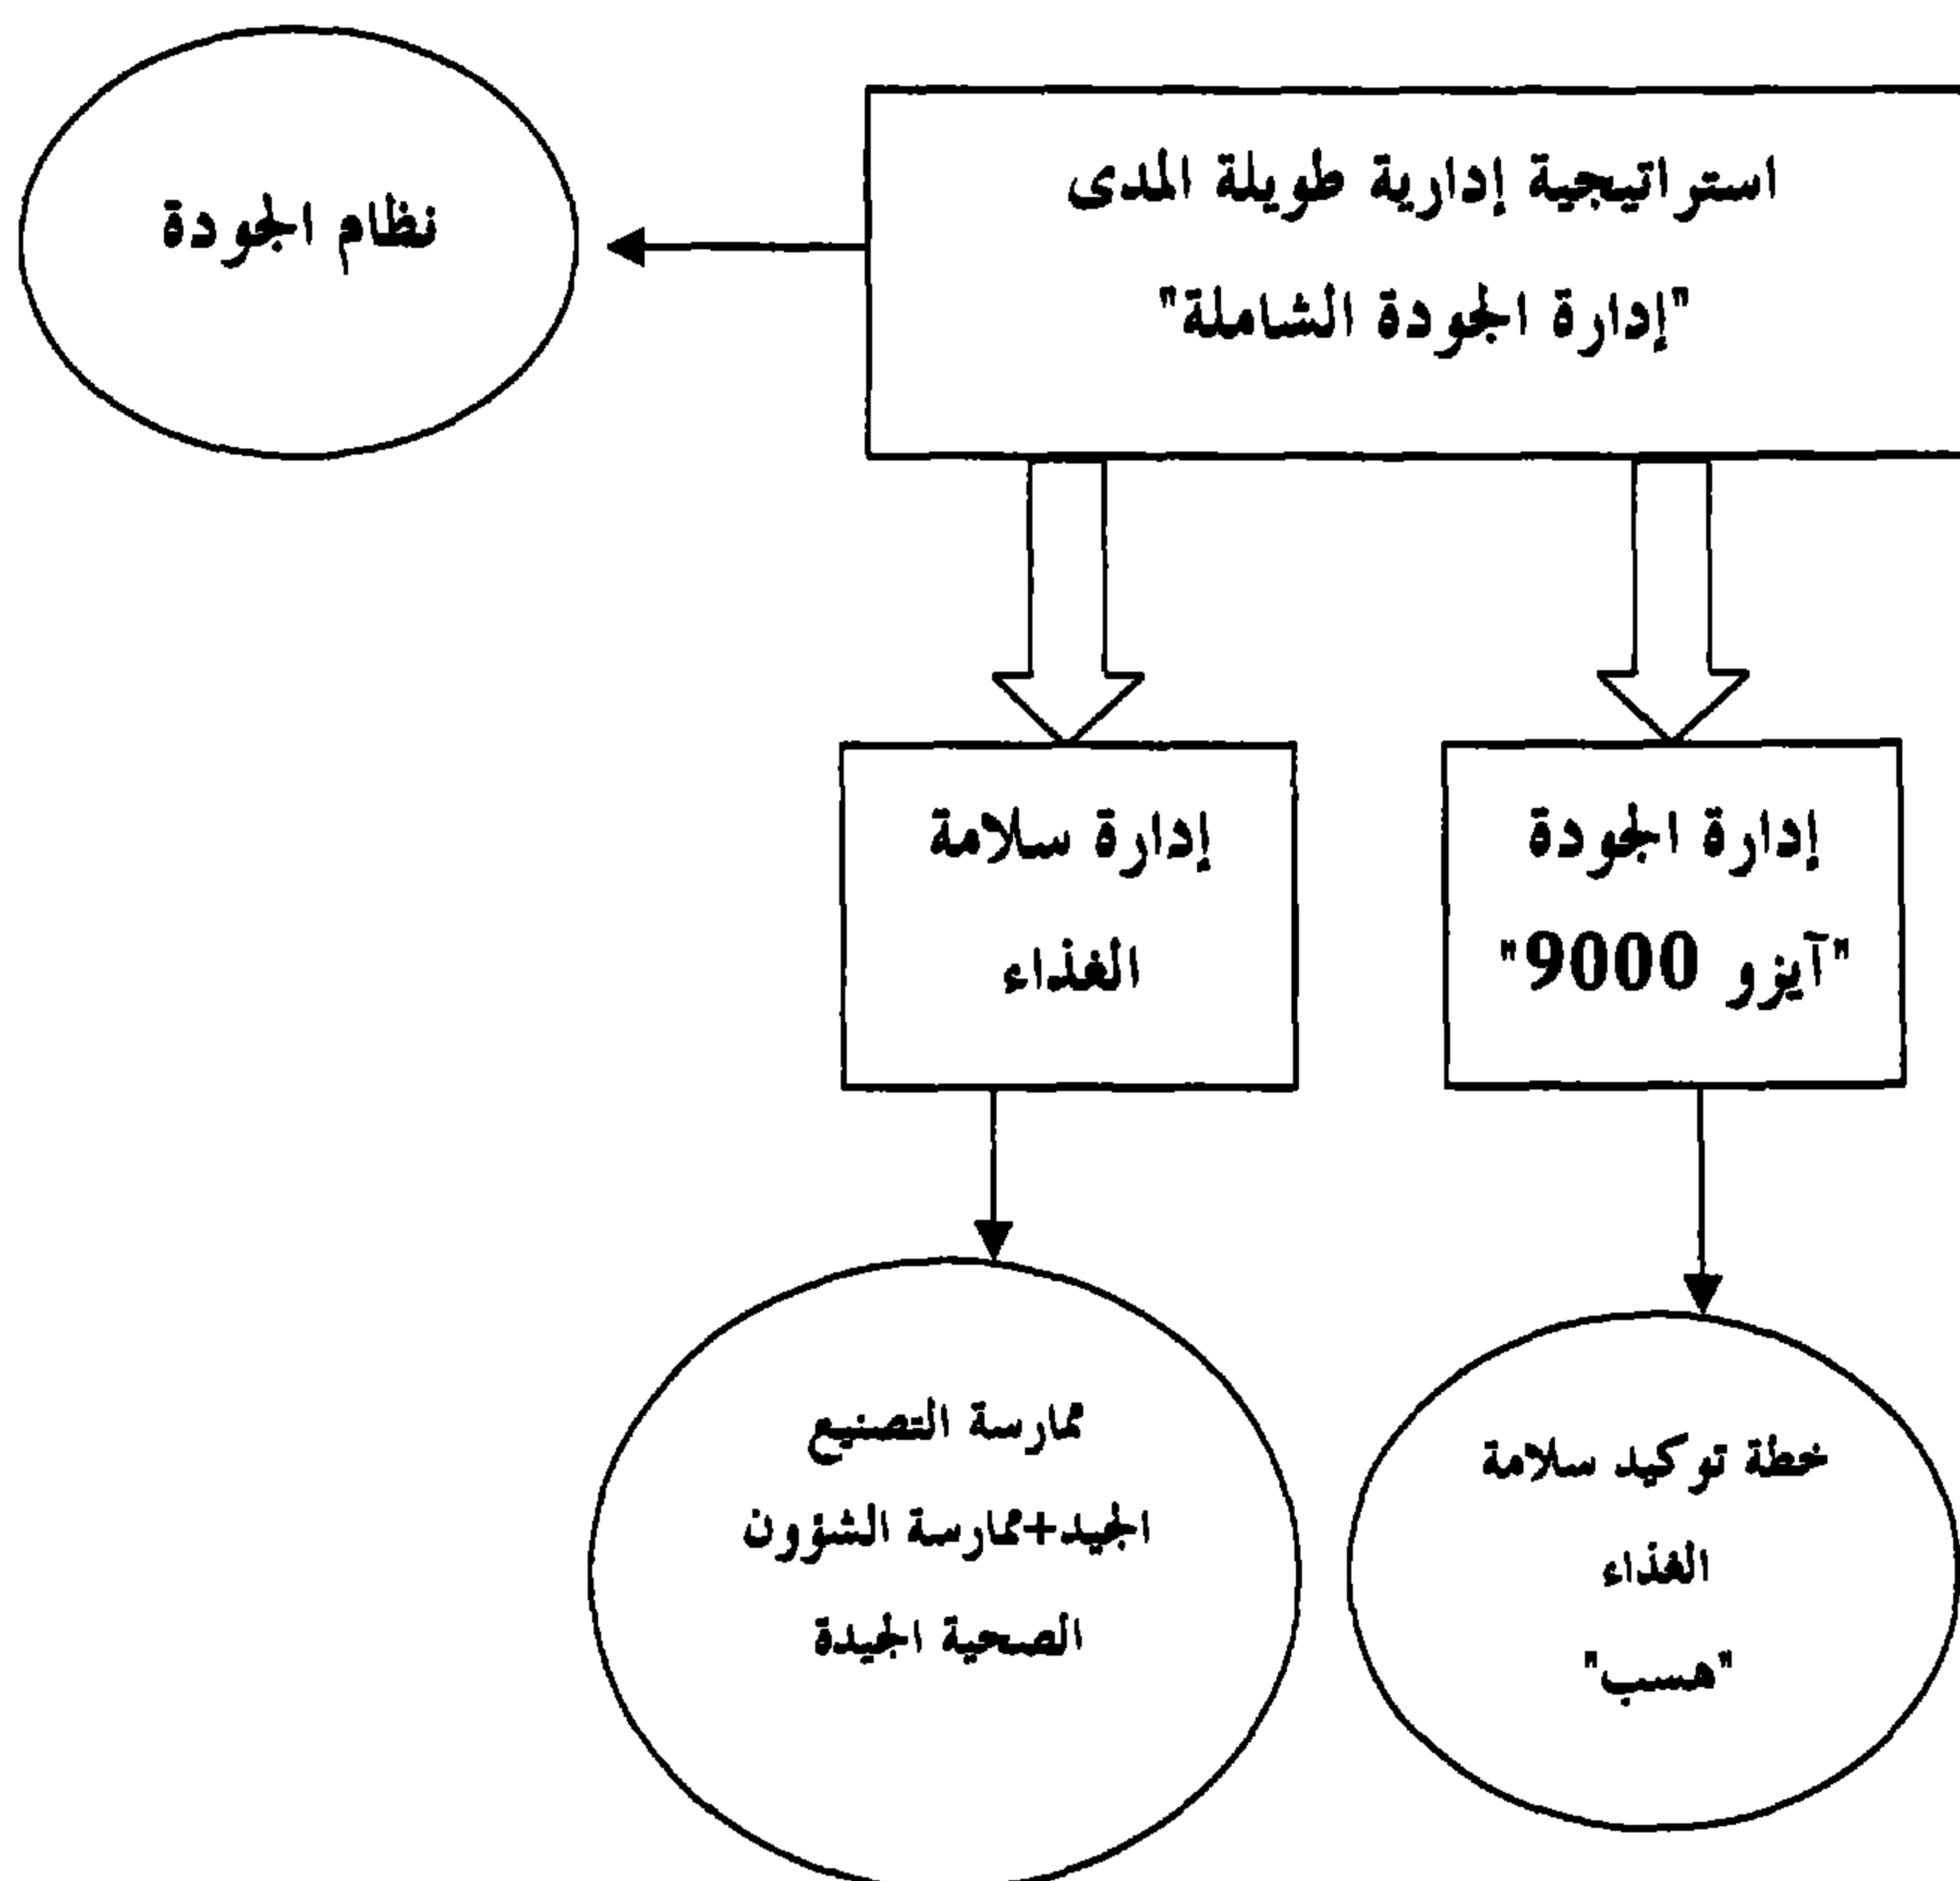 استراتيجية إدارية طويلة المدى
"إدارة الجودة الشاملة"
نظام الجودة
إدارة الجودة
"آيزو 9000"
إدارة سلامة
الغذاء
خطة توكيد سلامة
الغذاء
"هسب"
ممارسة التصنيع
الجيد+ممارسة الشؤون
الصحية الجيدة